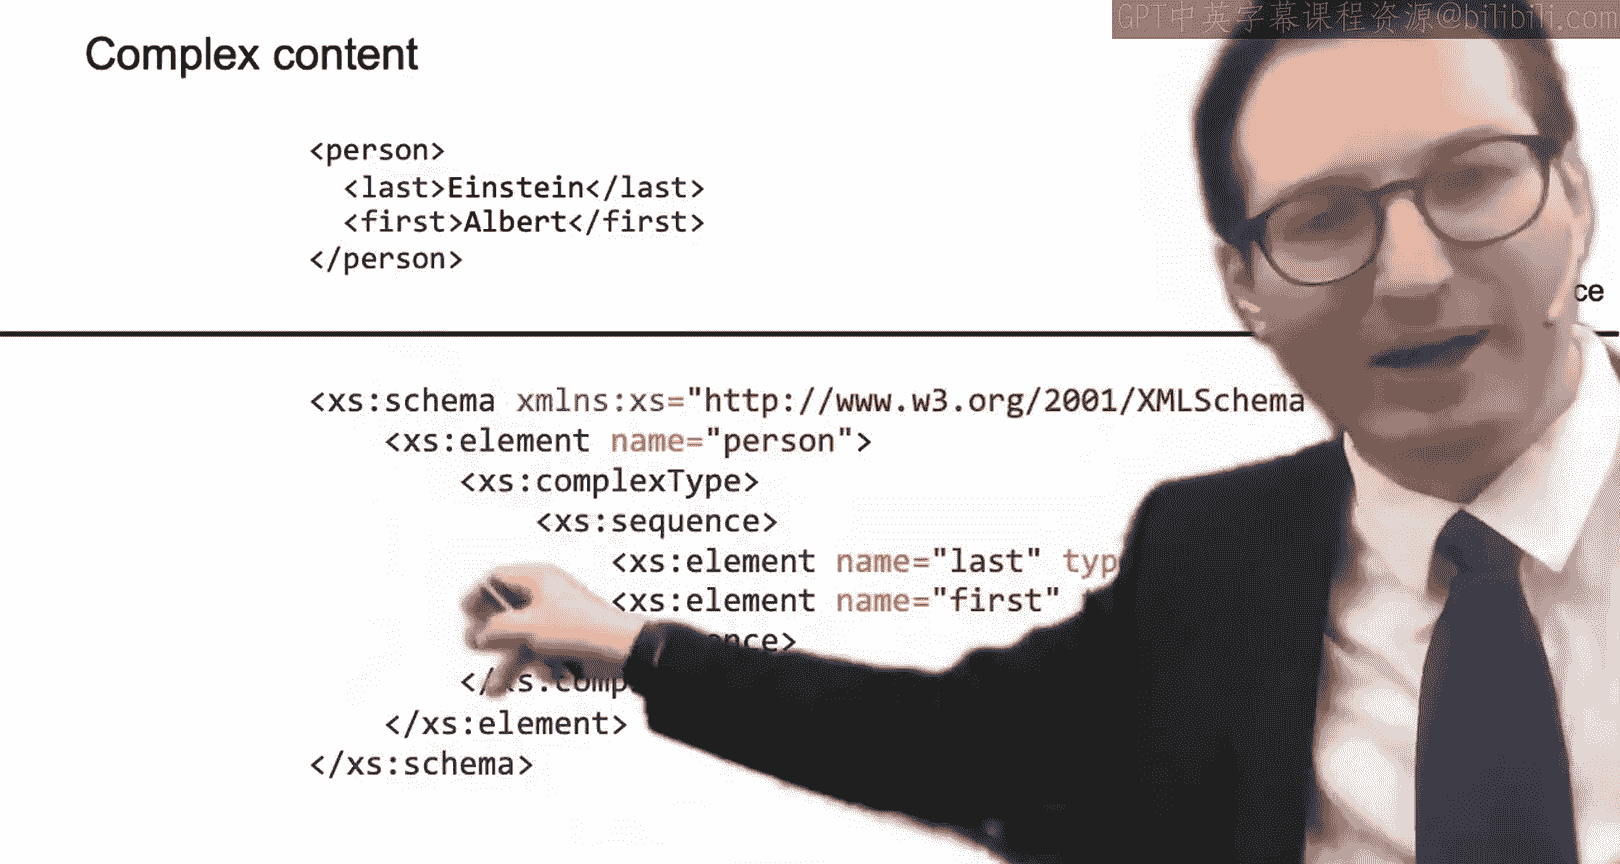 GPT中英字幕课程资源@bilibili.com
Complex content
<person>
<last>Einstein</last>
<first>Albert</first>
</person>
<xs:schema xmlns:xs="http://www.w3.org/2001/XMLSchema
<xs:element name="person">
<xs:complexType>
<xs:sequence>
<xs:element name="last" typ
<xs:element name="first"
</xs:element>
</xs:schema>